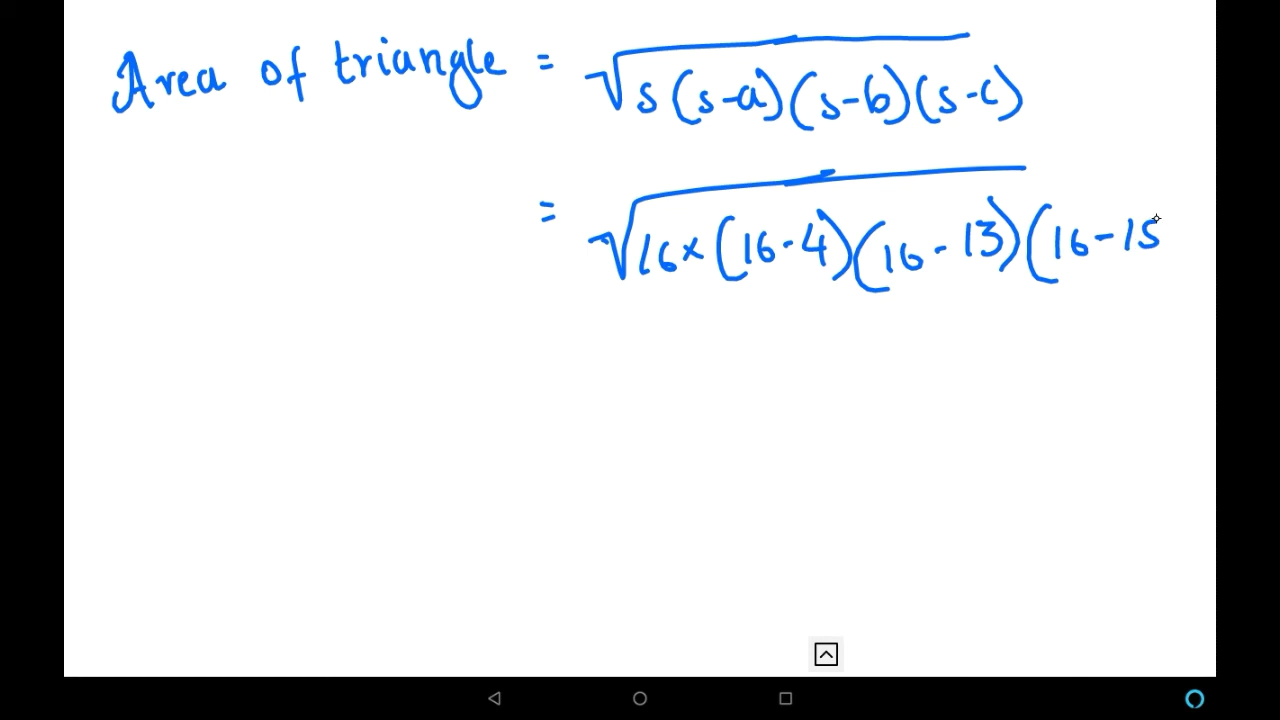 Area of triangle = √s(s-a)(s-b)(s-c)
= √16×(16-4)(16-13)(16-15